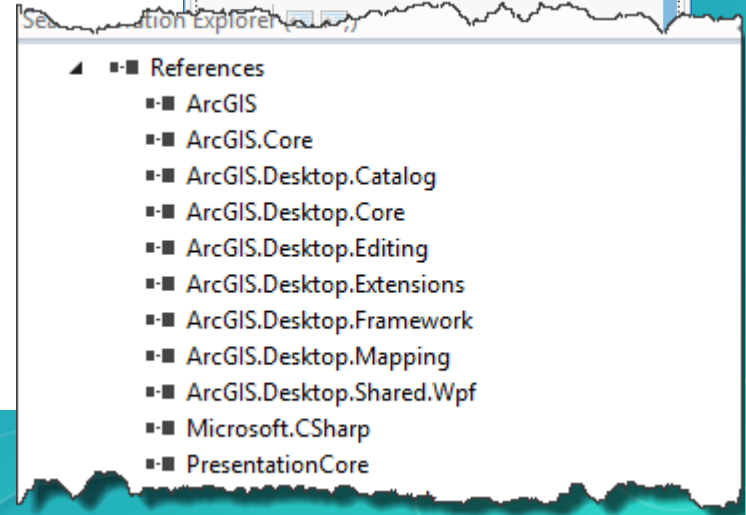 References
ArcGIS
ArcGIS.Core
ArcGIS.Desktop.Catalog
ArcGIS.Desktop.Core
ArcGIS.Desktop.Editing
ArcGIS.Desktop.Extensions
ArcGIS.Desktop.Framework
ArcGIS.Desktop.Mapping
ArcGIS.Desktop.Shared.Wpf
Microsoft.CSharp
PresentationCore